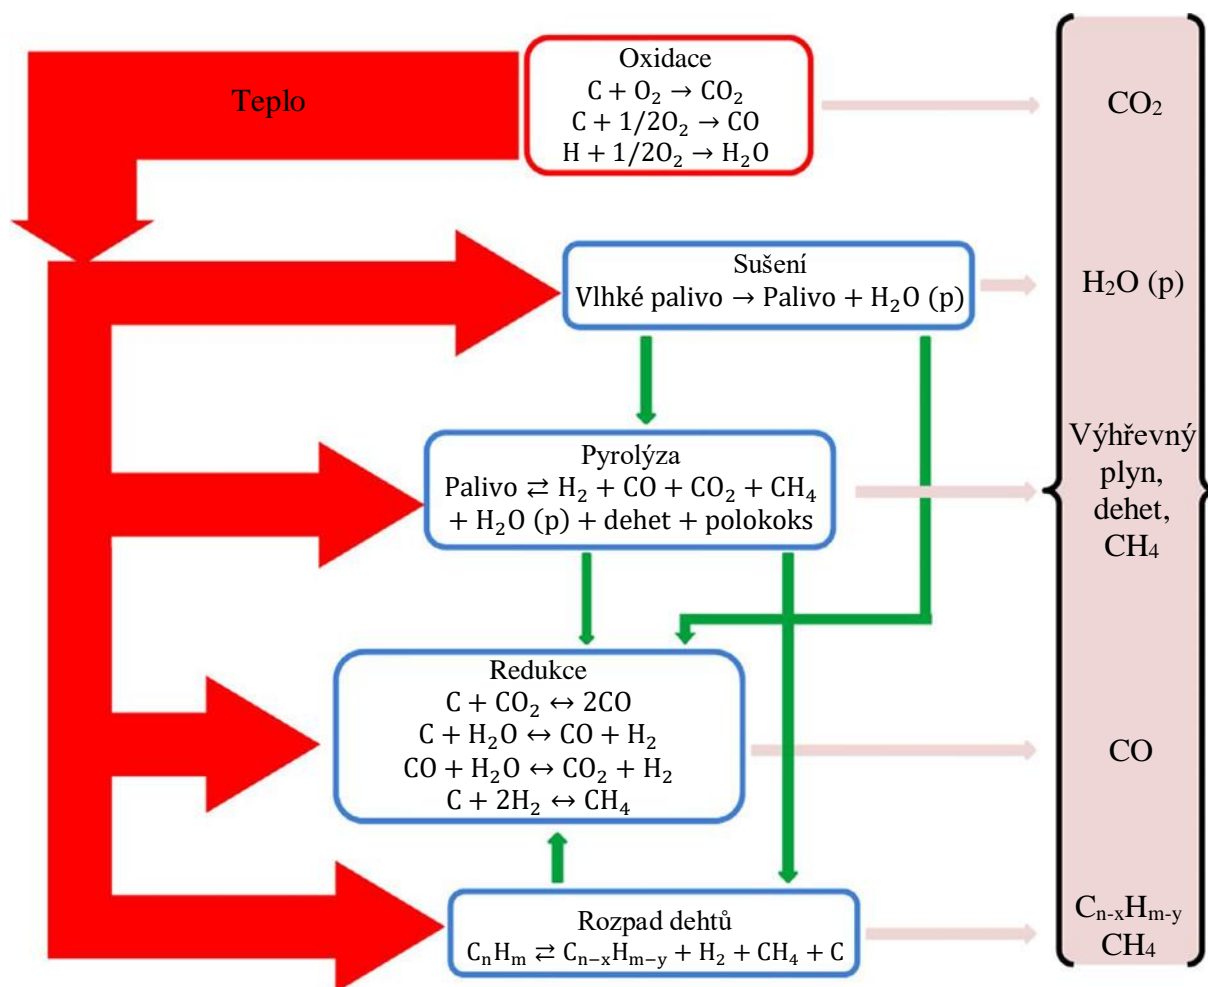 Teplo
Oxidace
C + O₂ → CO₂
C + 1/2O₂ → CO
H + 1/2O₂ → H₂O
CO₂
Sušení
Vlhké palivo → Palivo + H₂O (p)
H₂O (p)
Pyrolýza
Palivo ⇄ H₂ + CO + CO₂ + CH₄
+ H₂O (p) + dehet + polokoks
Výhřevný
plyn,
dehet,
CH₄
Redukce
C + CO₂ ↔ 2CO
C + H₂O ↔ CO + H₂
CO + H₂O ↔ CO₂ + H₂
C + 2H₂ ↔ CH₄
CO
Rozpad dehtů
CₙHₘ ⇄ Cₙ₋ₓHₘ₋y + H₂ + CH₄ + C
Cₙ₋ₓHₘ₋y
CH₄